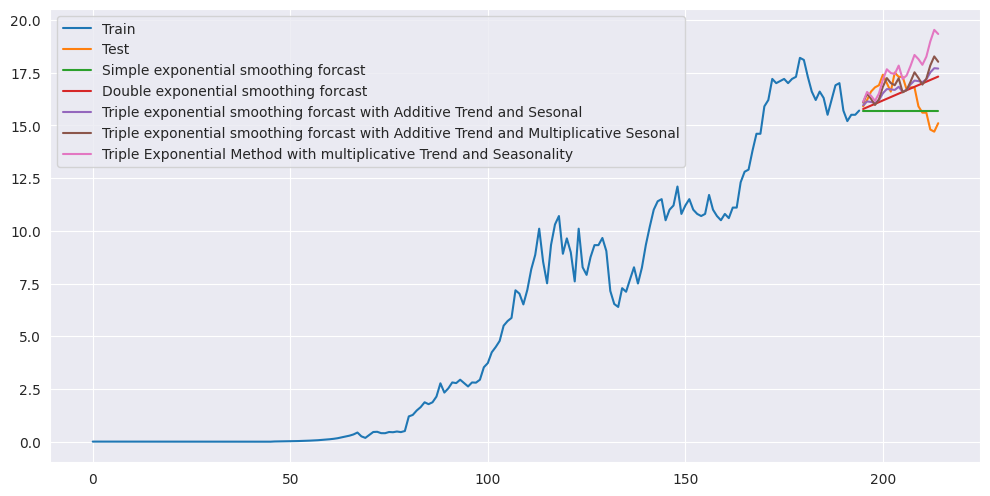 20.0
17.5
15.0
12.5
10.0
7.5
5.0
2.5
0.0
Train
Test
Simple exponential smoothing forcast
Double exponential smoothing forcast
Triple exponential smoothing forcast with Additive Trend and Sesonal
Triple exponential smoothing forcast with Additive Trend and Multiplicative Sesonal
Triple Exponential Method with multiplicative Trend and Seasonality
0
50
100
150
200